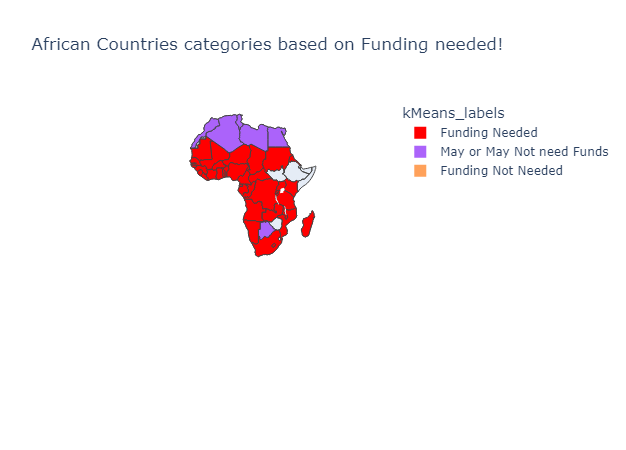 African Countries categories based on Funding needed!
kMeans_labels
Funding Needed
May or May Not need Funds
Funding Not Needed